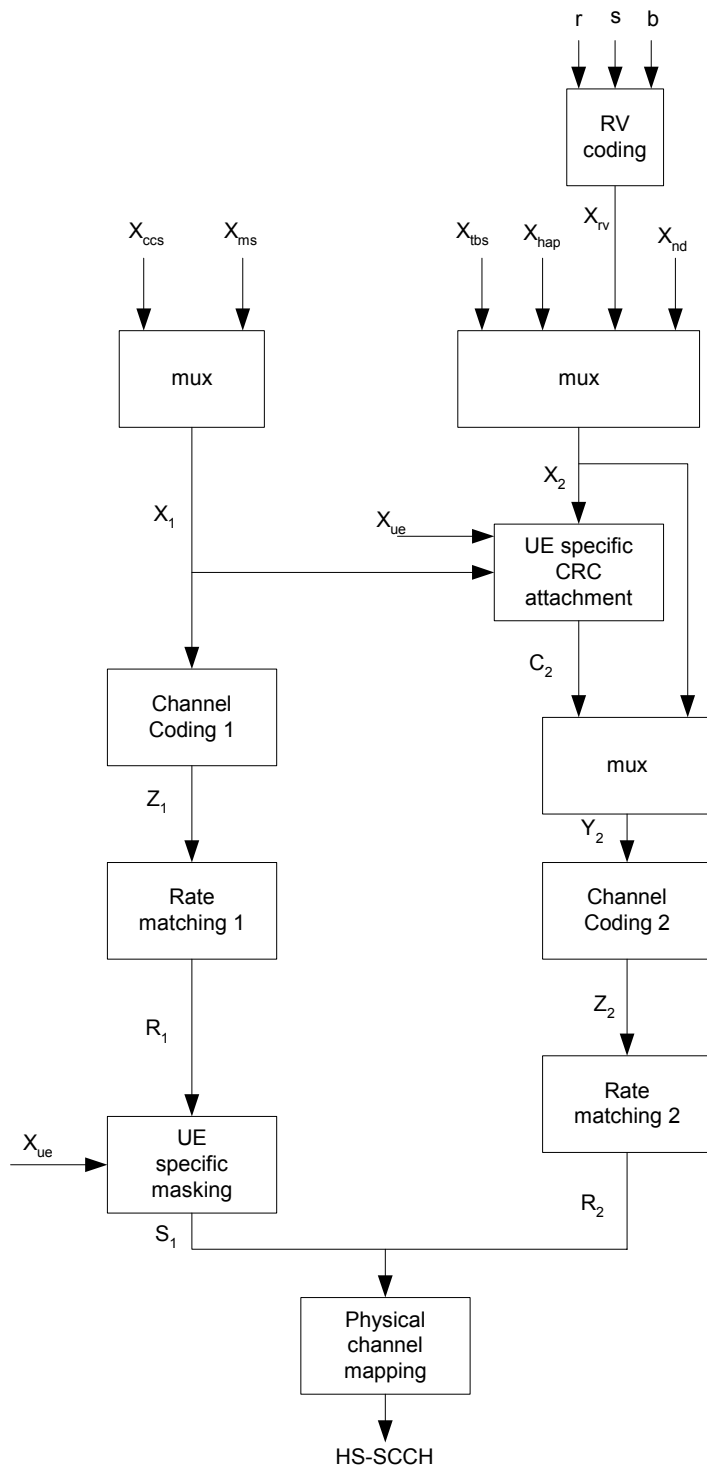 r s b
RV
coding
X_ccs X_ms X_tbs X_hap X_rv X_nd
mux mux
X_1 X_2
X_ue
UE specific
CRC
attachment
C_2
Channel
Coding 1
mux
Z_1 Y_2
Rate
matching 1
Channel
Coding 2
R_1 Z_2
Rate
matching 2
X_ue
UE
specific
masking
S_1 R_2
Physical
channel
mapping
HS-SCCH